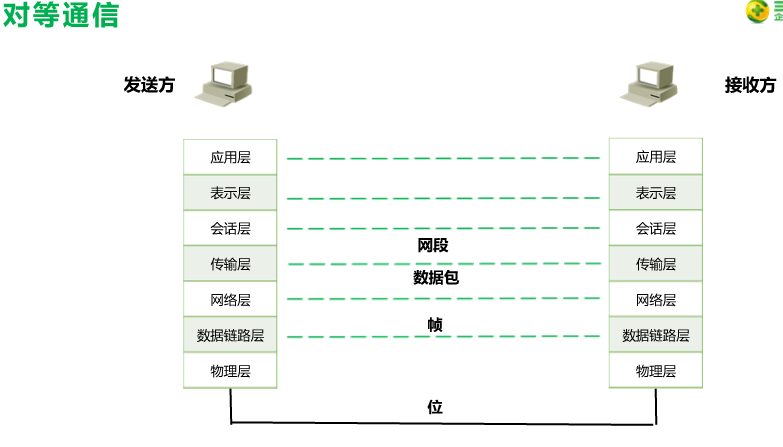 对等通信
发送方
接收方
应用层
应用层
表示层
表示层
会话层
会话层
网段
传输层
传输层
数据包
网络层
网络层
帧
数据链路层
数据链路层
物理层
物理层
位